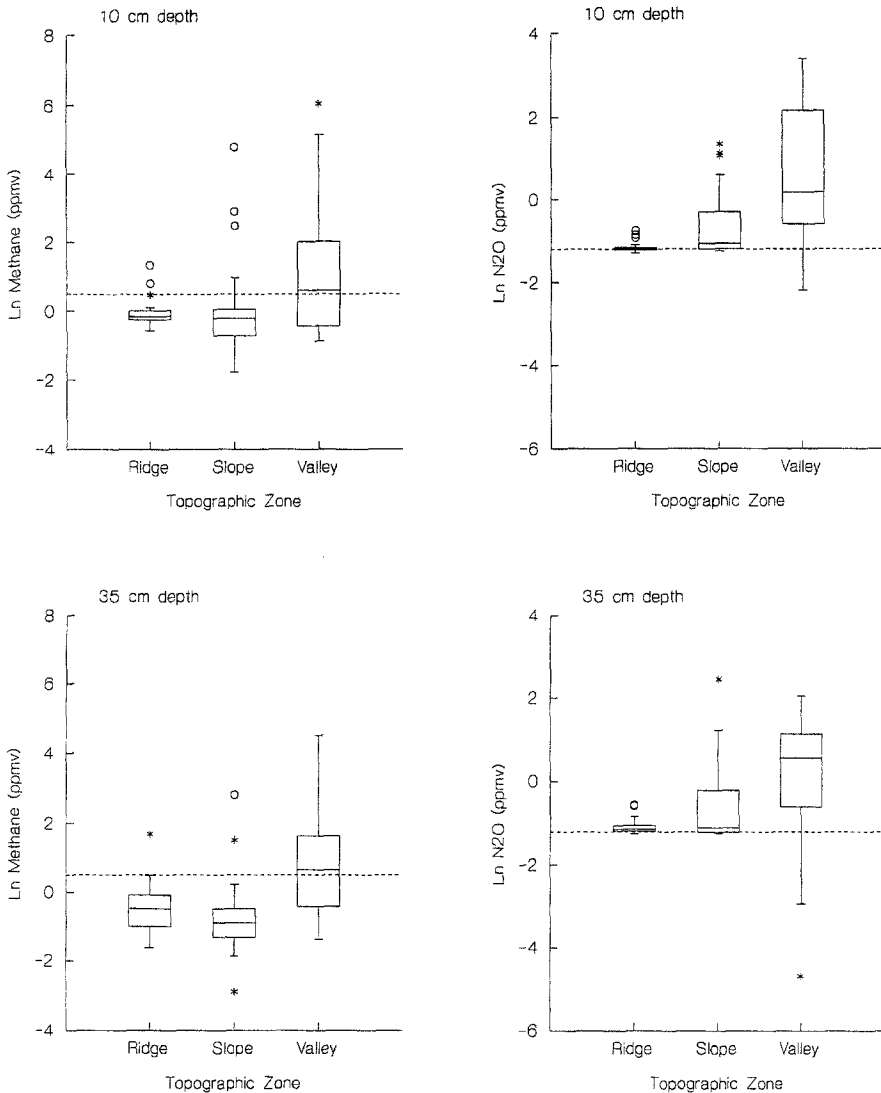 10 cm depth
8
6
4
2
0
-2
-4
Ln Methane (ppmv)
Ridge Slope Valley
Topographic Zone
10 cm depth
4
2
0
-2
-4
-6
Ln N2O (ppmv)
Ridge Slope Valley
Topographic Zone
35 cm depth
8
6
4
2
0
-2
-4
Ln Methane (ppmv)
Ridge Slope Valley
Topographic Zone
35 cm depth
4
2
0
-2
-4
-6
Ln N2O (ppmv)
Ridge Slope Valley
Topographic Zone